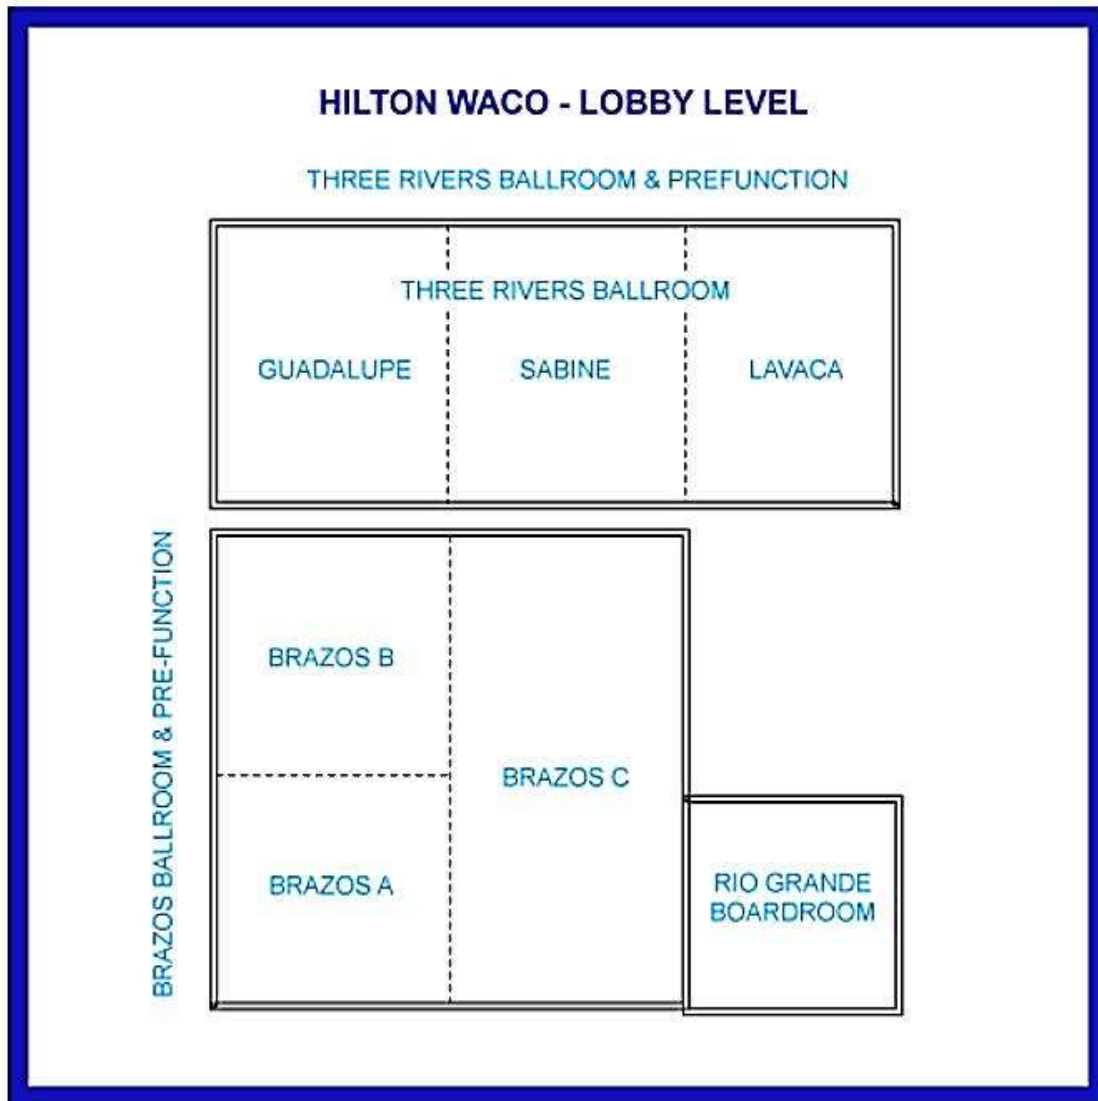 HILTON WACO - LOBBY LEVEL
THREE RIVERS BALLROOM & PREFUNCTION
THREE RIVERS BALLROOM
GUADALUPE
SABINE
LAVACA
BRAZOS BALLROOM & PRE-FUNCTION
BRAZOS B
BRAZOS C
BRAZOS A
RIO GRANDE
BOARDROOM